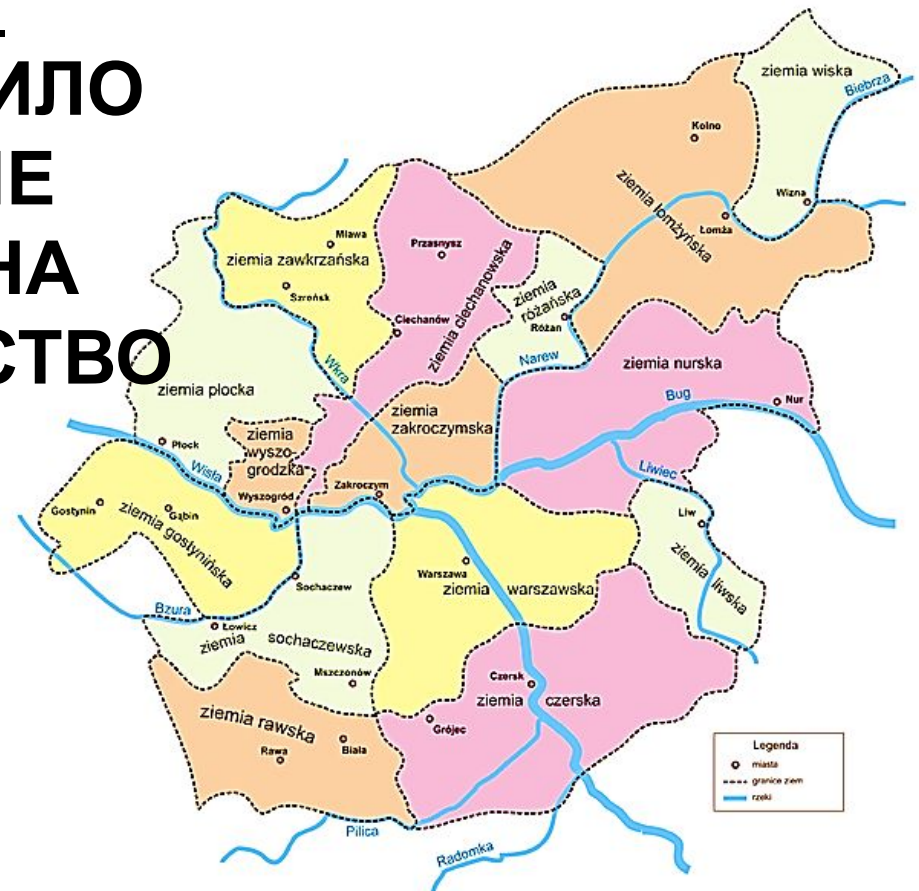 ИЛО
НА
СТВО
ziemia wiska
Biebrza
Kolno
Wizna
ziemia łomżyńska
Łomża
Mława
ziemia zawkrzańska
Szreńsk
Przasnysz
Ciechanów
ziemia ciechanowska
ziemia
różańska
Różan
Narew
ziemia nurska
Nur
Bug
Wkra
ziemia płocka
Płock
Wisła
ziemia
wyszo-
grodzka
Wyszogród
ziemia
zakroczymska
Zakroczym
Liwiec
Liw
ziemia liwska
Gostynin
Gąbin
ziemia gostynińska
Sochaczew
Warszawa
ziemia warszawska
Bzura
Łowicz
ziemia sochaczewska
Mszczonów
Czersk
ziemia czerska
Grójec
ziemia rawska
Rawa
Biała
Pilica
Radomka
Legenda
miasta
granice ziem
rzeki